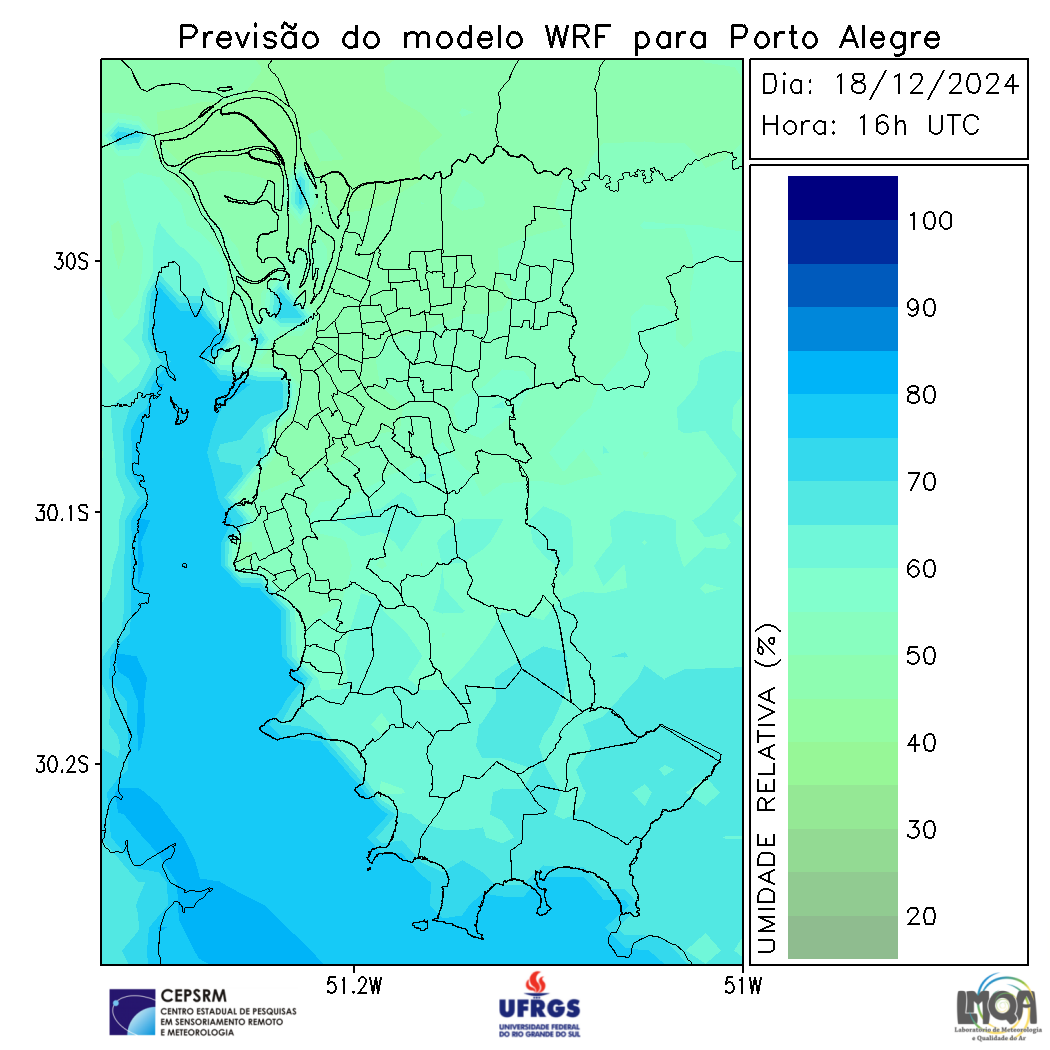 Previsão do modelo WRF para Porto Alegre
Dia: 18/12/2024
Hora: 16h UTC
30S
30.1S
30.2S
51.2W
51W
100
90
80
70
60
50
40
30
20
UMIDADE RELATIVA (%)
CEPSRM
CENTRO ESTADUAL DE PESQUISAS
EM SENSORIAMENTO REMOTO
E METEOROLOGIA
UFRGS
UNIVERSIDADE FEDERAL
DO RIO GRANDE DO SUL
LMQA
Laboratório de Meteorologia
e Qualidade do Ar